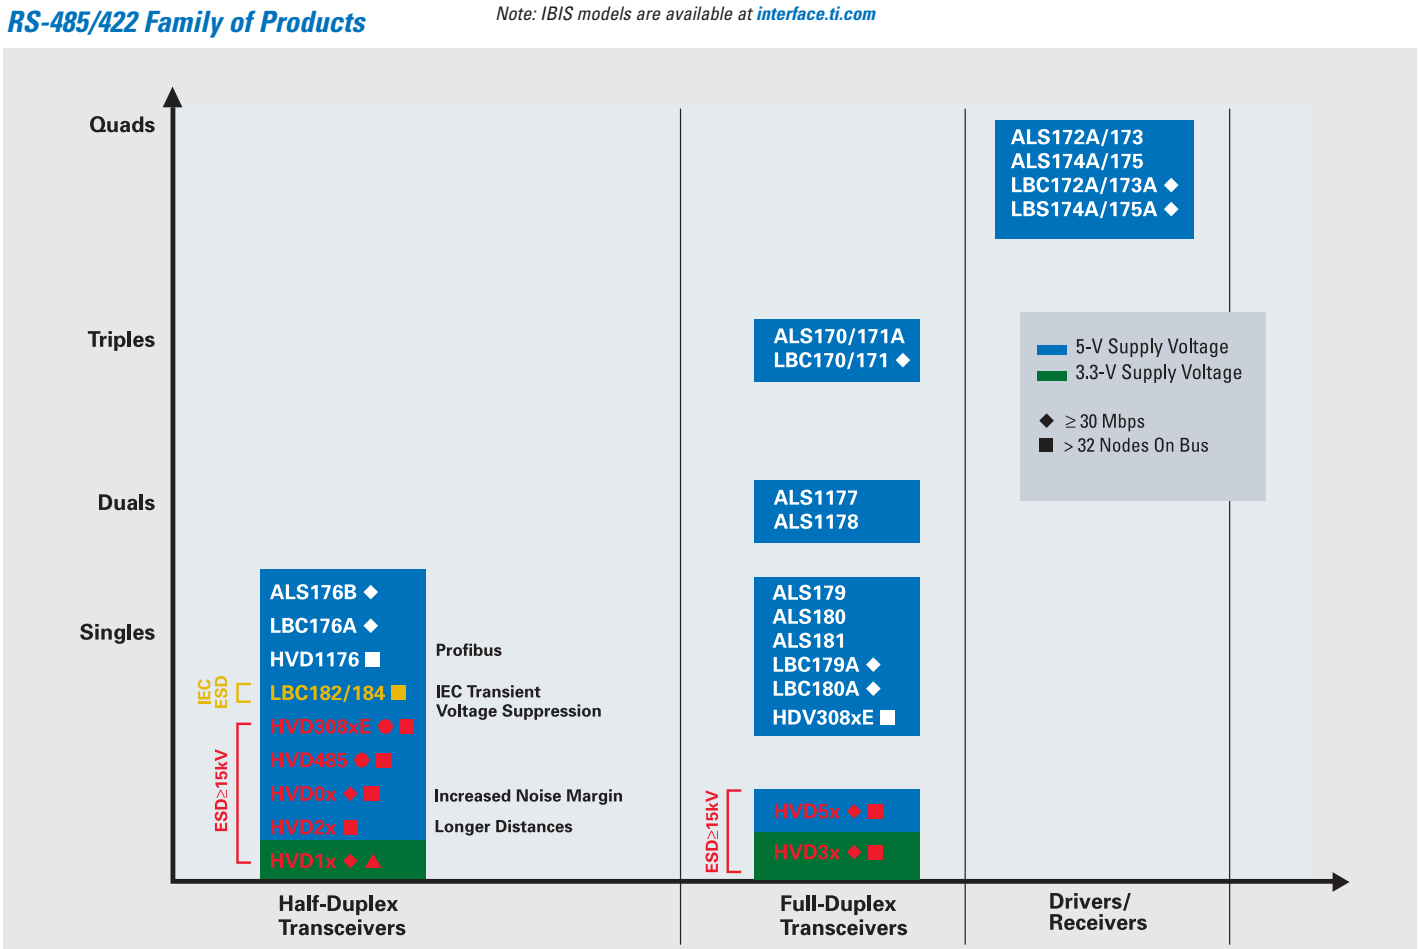 RS-485/422 Family of Products
Note: IBIS models are available at interface.ti.com
Quads
Triples
Duals
Singles
ALS172A/173
ALS174A/175
LBC172A/173A ◆
LBS174A/175A ◆
ALS170/171A
LBC170/171 ◆
5-V Supply Voltage
3.3-V Supply Voltage
◆ ≥ 30 Mbps
■ > 32 Nodes On Bus
ALS1177
ALS1178
ALS176B ◆
LBC176A ◆
HVD1176 ■
Profibus
IEC
ESD
LBC182/184 ■
IEC Transient
Voltage Suppression
ESD≥15kV
HVD308xE ● ■
HVD485 ● ■
HVD0x ◆ ■
Increased Noise Margin
HVD2x ■
Longer Distances
HVD1x ◆ ▲
ALS179
ALS180
ALS181
LBC179A ◆
LBC180A ◆
HDV308xE ■
ESD≥15kV
HVD5x ◆ ■
HVD3x ◆ ■
Half-Duplex
Transceivers
Full-Duplex
Transceivers
Drivers/
Receivers